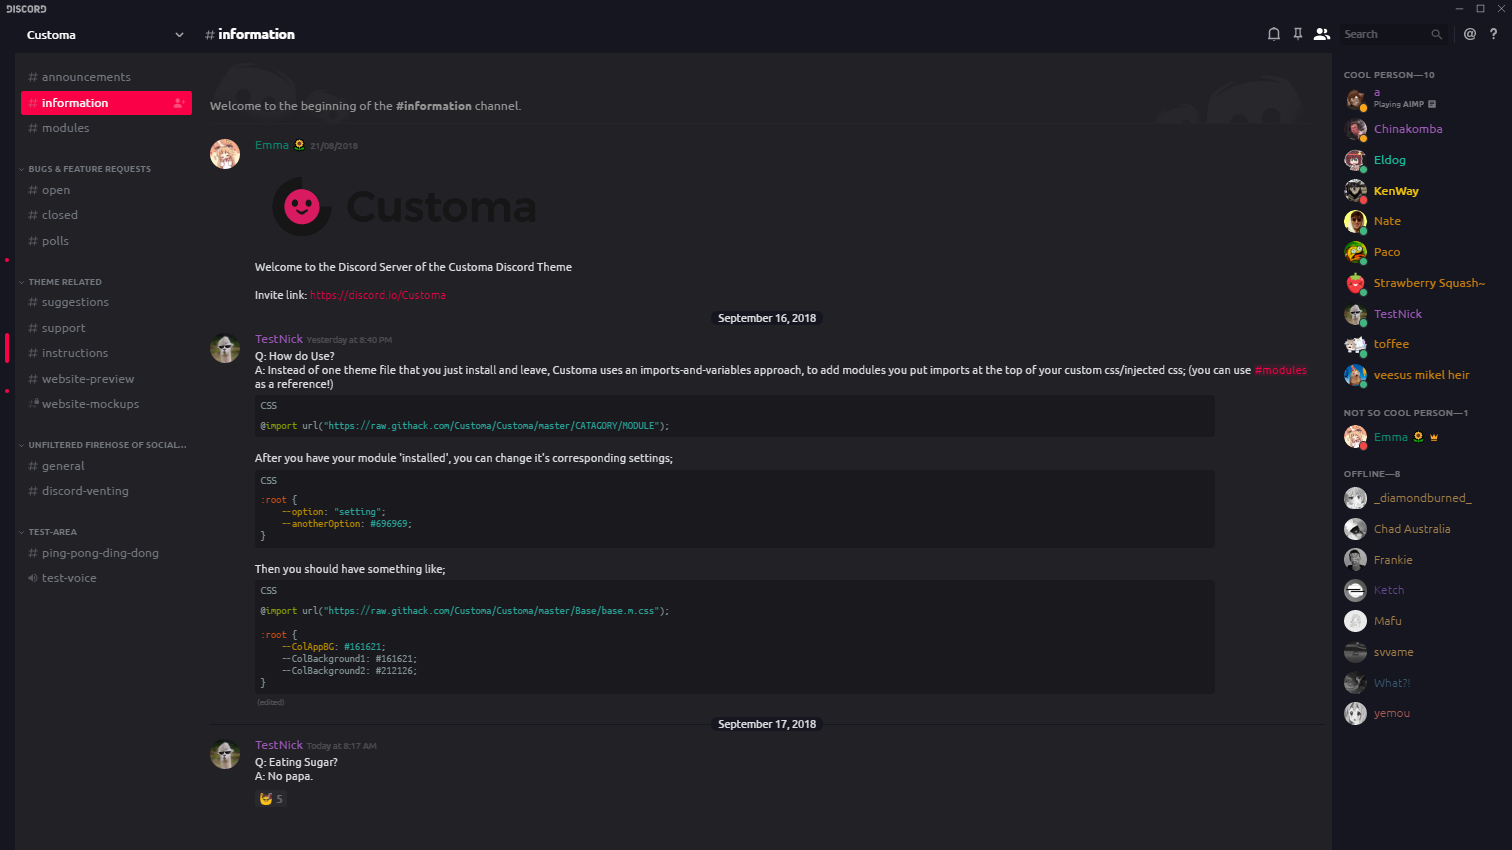 DISCORD
Customa
# information
Search
@ ?
# announcements
# information
# modules
BUGS & FEATURE REQUESTS
# open
# closed
# polls
THEME RELATED
# suggestions
# support
# instructions
# website-preview
website-mockups
UNFILTERED FIREHOSE OF SOCIAL...
# general
# discord-venting
TEST-AREA
# ping-pong-ding-dong
test-voice
Welcome to the beginning of the #information channel.
Emma 🌻 21/08/2018
Customa
Welcome to the Discord Server of the Customa Discord Theme
Invite link: https://discord.io/Customa
September 16, 2018
TestNick Yesterday at 8:40 PM
Q: How do Use?
A: Instead of one theme file that you just install and leave, Customa uses an imports-and-variables approach, to add modules you put imports at the top of your custom css/injected css; (you can use #modules
as a reference!)
CSS
@import url("https://raw.githack.com/Customa/Customa/master/CATAGORY/MODULE");
After you have your module 'installed', you can change it's corresponding settings;
CSS
:root {
--option: "setting";
--anotherOption: #696969;
}
Then you should have something like;
CSS
@import url("https://raw.githack.com/Customa/Customa/master/Base/base.m.css");
:root {
--ColAppBG: #161621;
--ColBackground1: #161621;
--ColBackground2: #212126;
}
(edited)
September 17, 2018
TestNick Today at 8:17 AM
Q: Eating Sugar?
A: No papa.
5
COOL PERSON—10
a
Playing AIMP
Chinakomba
Eldog
KenWay
Nate
Paco
Strawberry Squash~
TestNick
toffee
veesus mikel heir
NOT SO COOL PERSON—1
Emma 🌻
OFFLINE—8
_diamondburned_
Chad Australia
Frankie
Ketch
Mafu
svvame
What?!
yemou